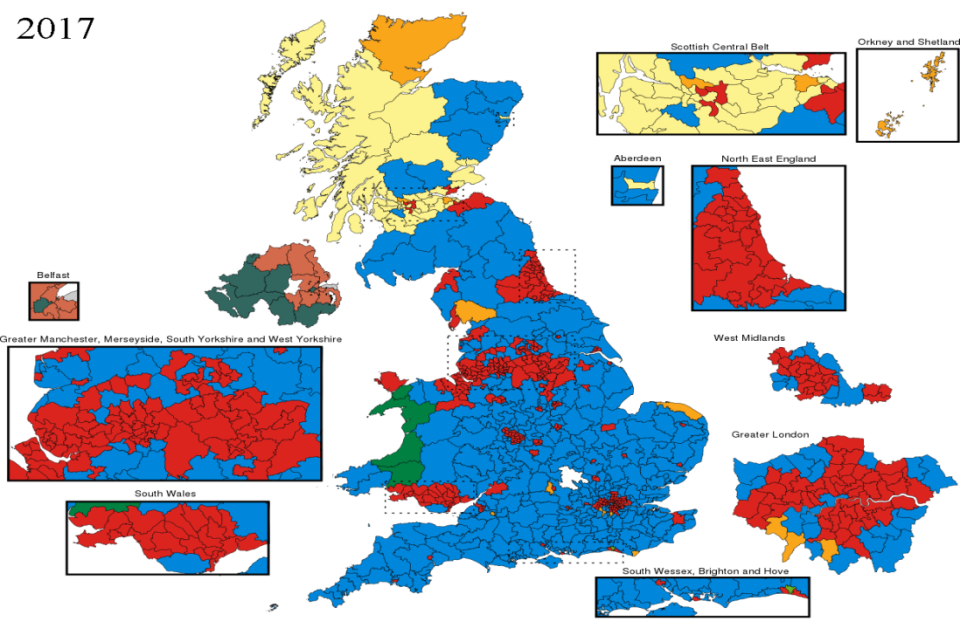 2017
Scottish Central Belt
Orkney and Shetland
Aberdeen
North East England
Belfast
Greater Manchester, Merseyside, South Yorkshire and West Yorkshire
West Midlands
Greater London
South Wales
South Wessex, Brighton and Hove